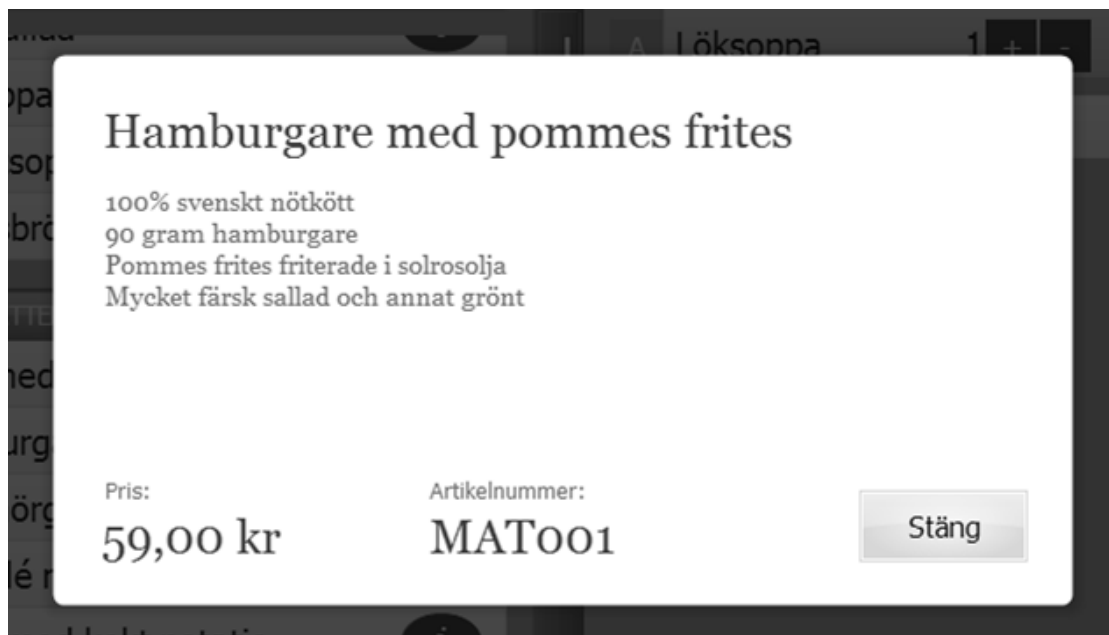 Löksoppa 1 + -
A
Hamburgare med pommes frites
100% svenskt nötkött
90 gram hamburgare
Pommes frites friterade i solrosolja
Mycket färsk sallad och annat grönt
Pris:
59,00 kr
Artikelnummer:
MAT001
Stäng